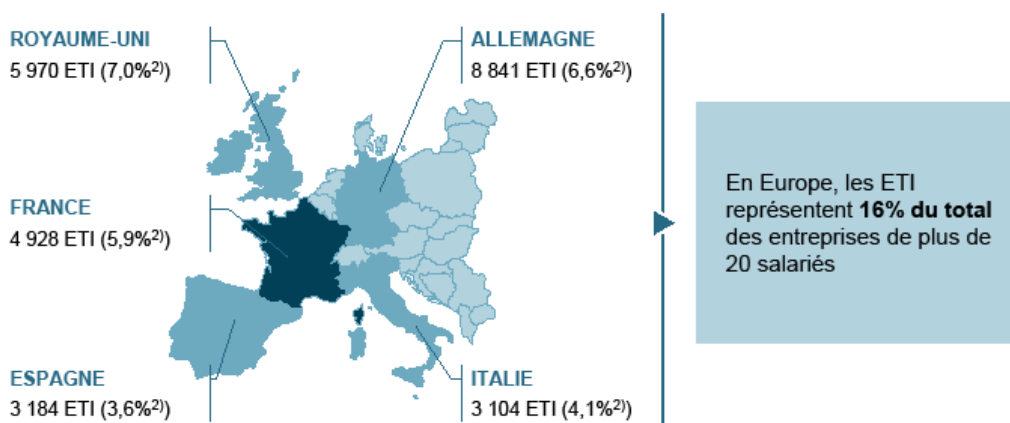 ROYAUME-UNI
5 970 ETI (7,0%²⁾)
ALLEMAGNE
8 841 ETI (6,6%²⁾)
FRANCE
4 928 ETI (5,9%²⁾)
ESPAGNE
3 184 ETI (3,6%²⁾)
ITALIE
3 104 ETI (4,1%²⁾)
En Europe, les ETI
représentent 16% du total
des entreprises de plus de
20 salariés